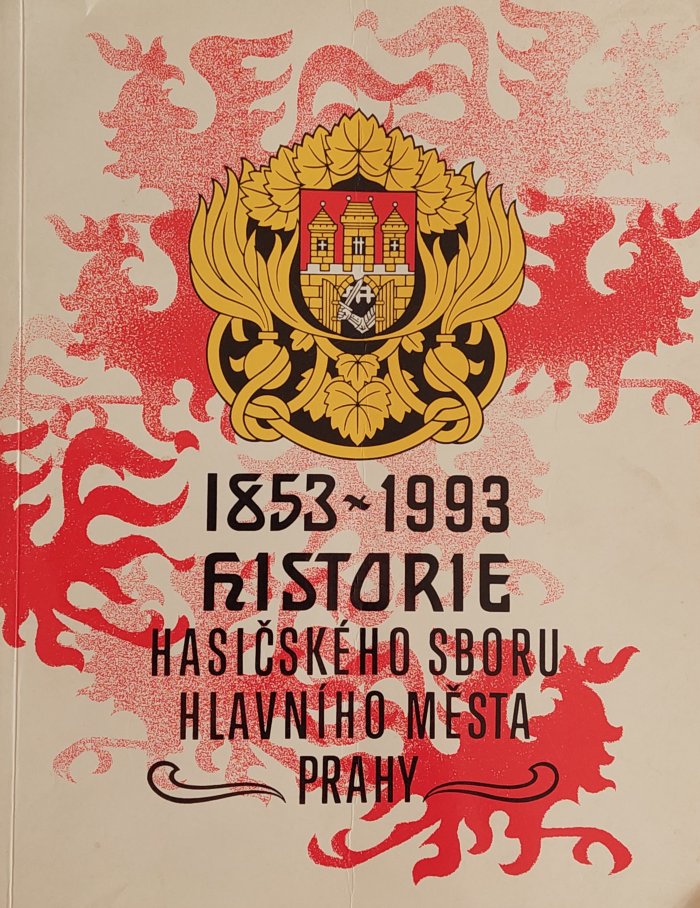 1853~1993
HISTORIE
HASIČSKÉHO SBORU
HLAVNÍHO MĚSTA
PRAHY